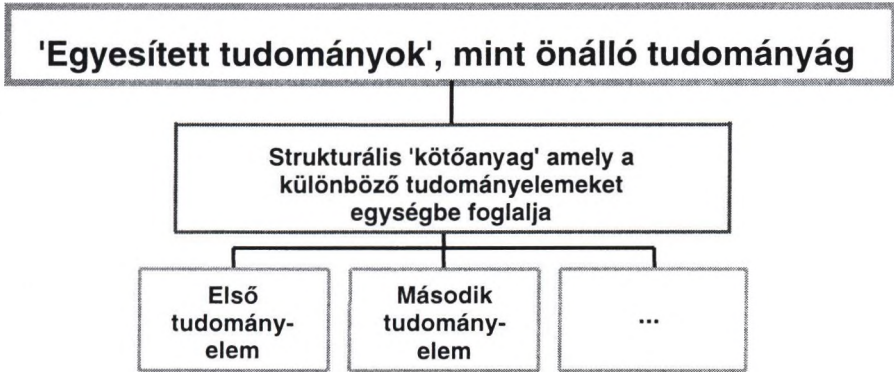 'Egyesített tudományok', mint önálló tudományág
Strukturális 'kötőanyag' amely a
különböző tudományelemeket
egységbe foglalja
Első
tudomány-
elem
Második
tudomány-
elem
...